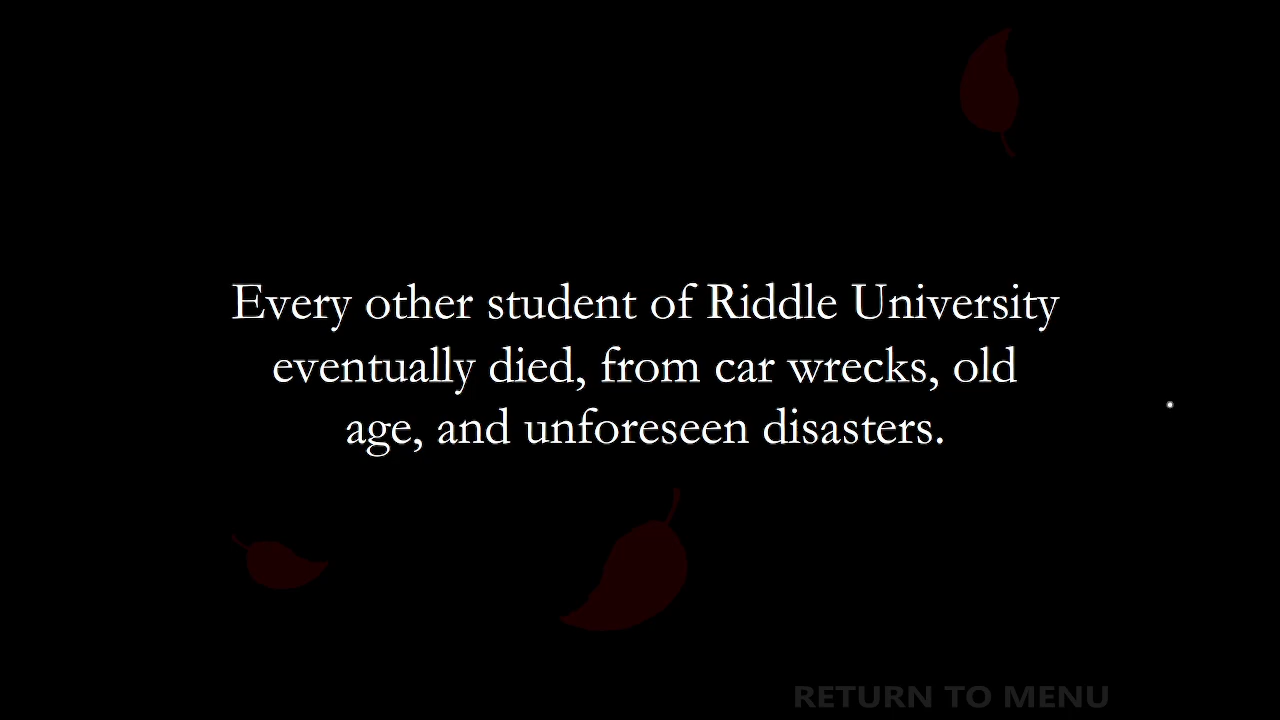 Every other student of Riddle University
eventually died, from car wrecks, old
age, and unforeseen disasters.
RETURN TO MENU